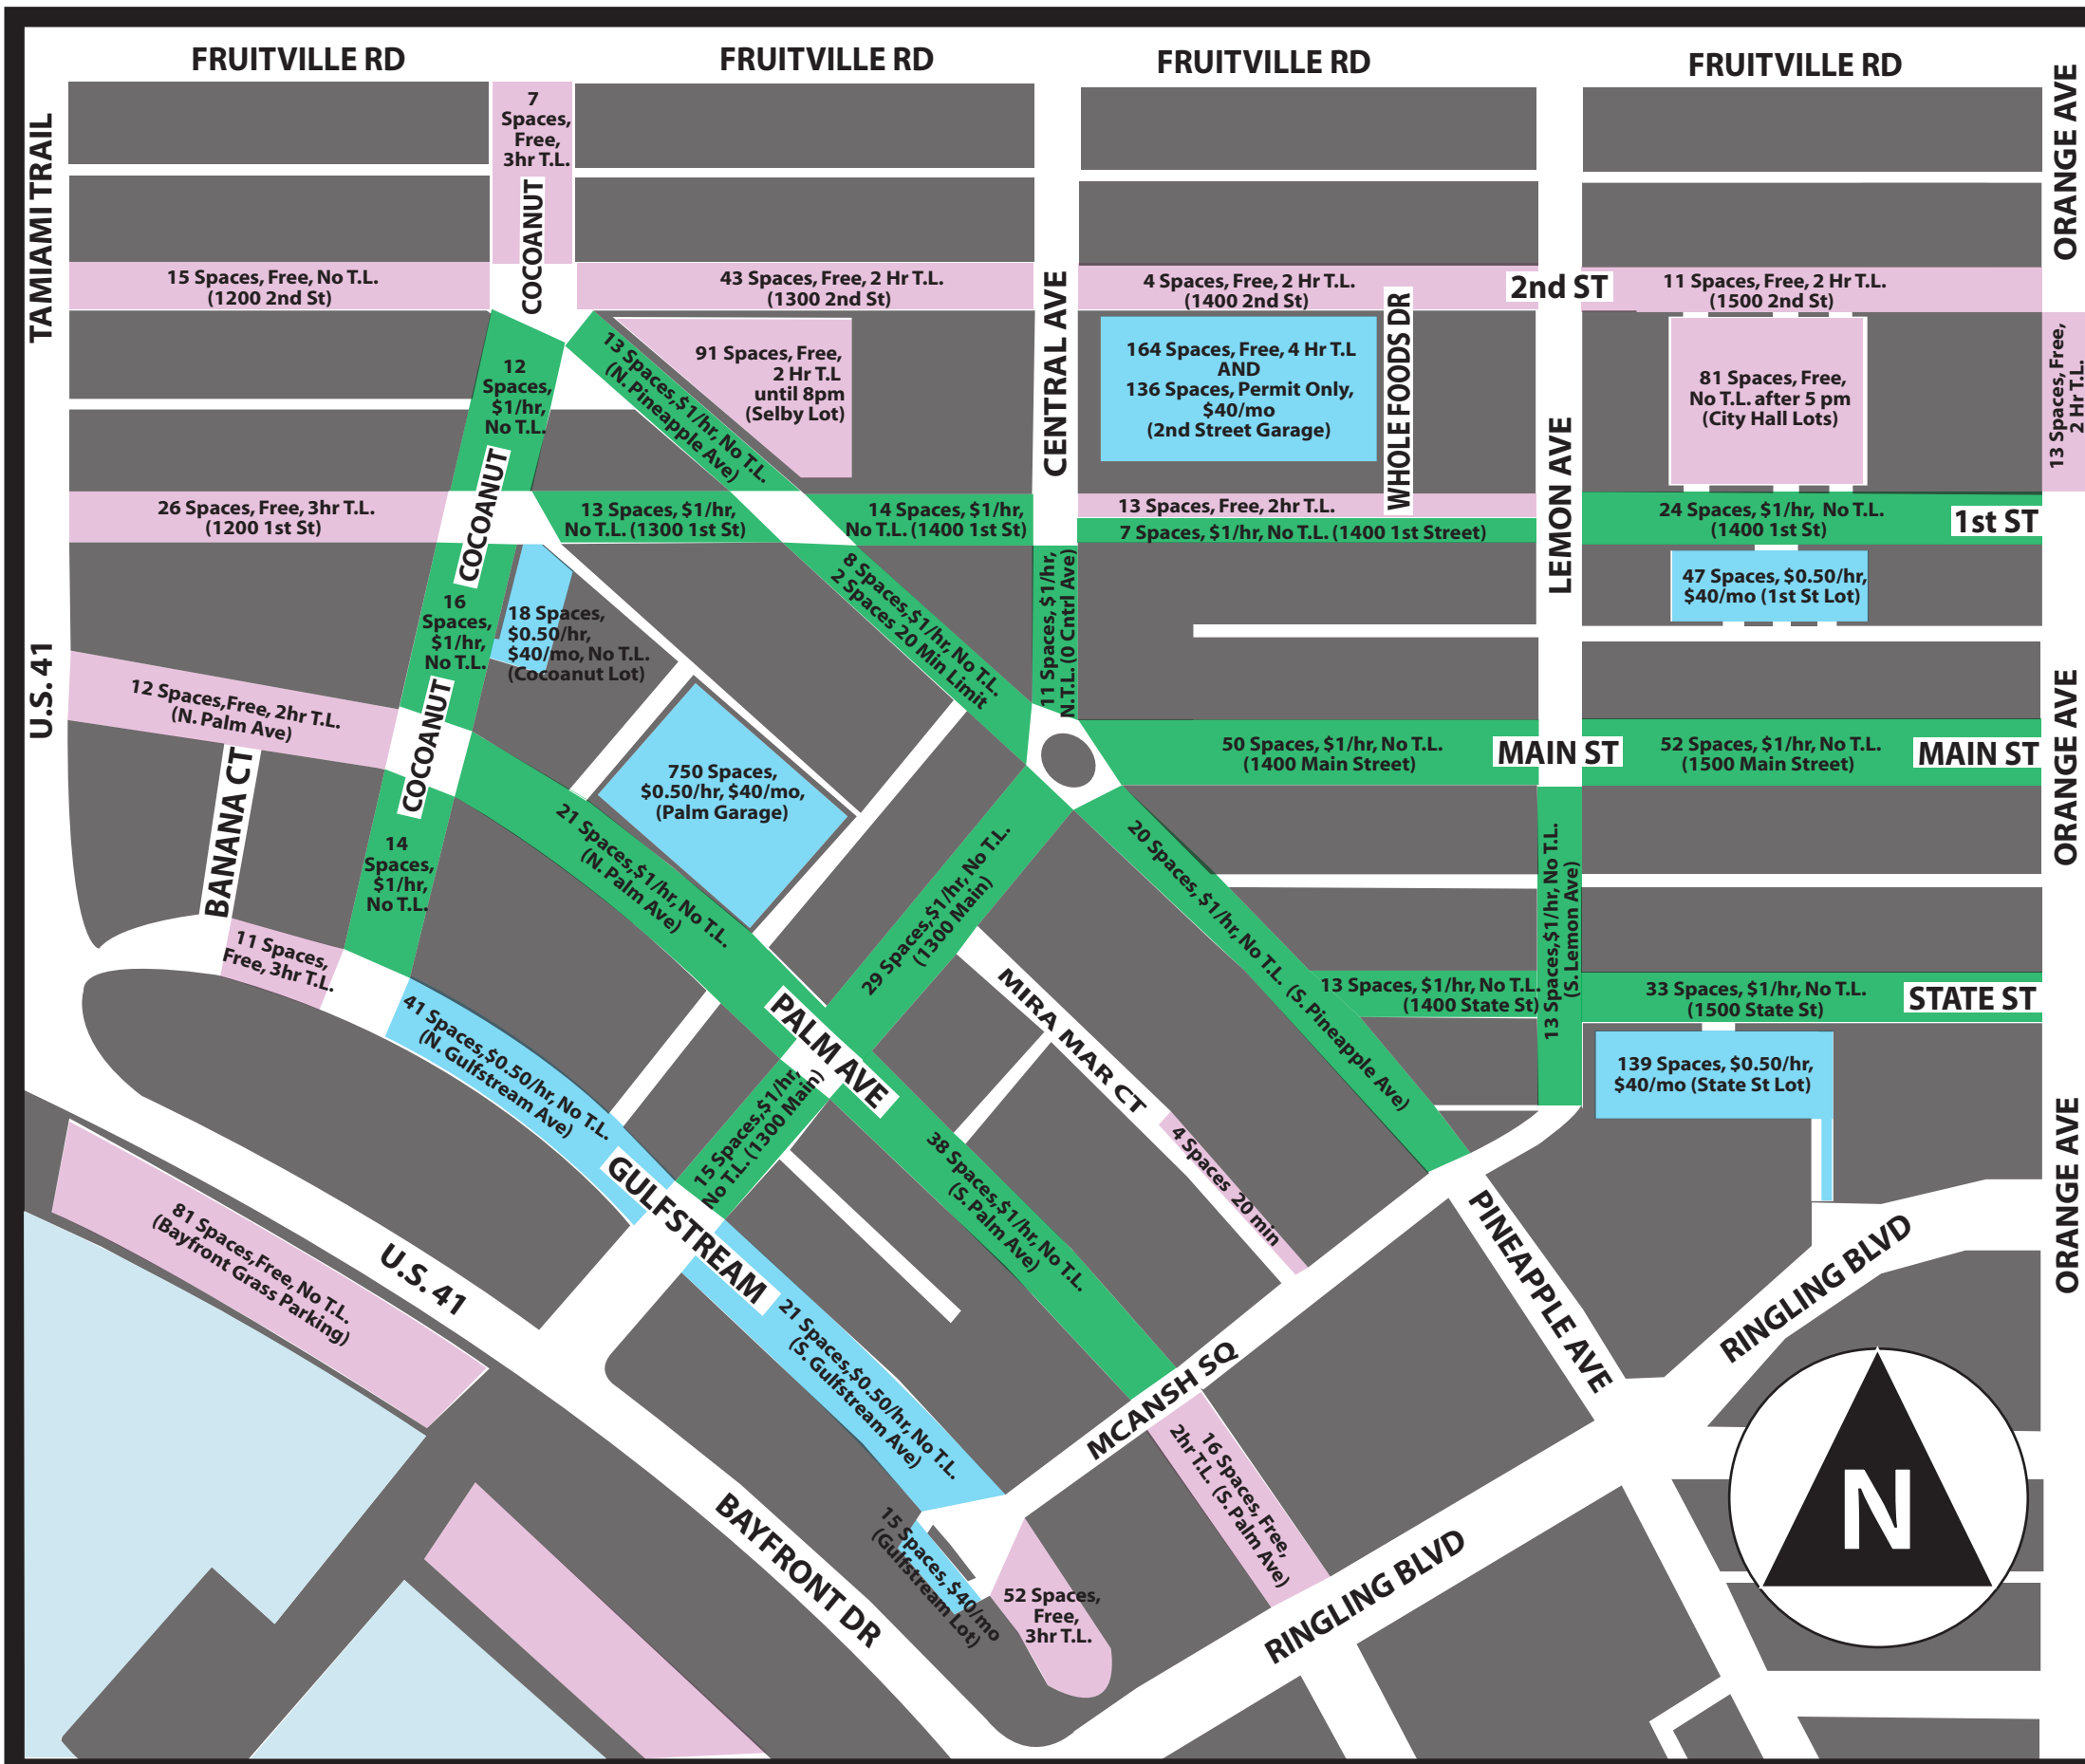 FRUITVILLE RD
FRUITVILLE RD
FRUITVILLE RD
FRUITVILLE RD
TAMIAMI TRAIL
7
Spaces,
Free,
3hr T.L.
COCOANUT
ORANGE AVE
15 Spaces, Free, No T.L.
(1200 2nd St)
43 Spaces, Free, 2 Hr T.L.
(1300 2nd St)
4 Spaces, Free, 2 Hr T.L.
(1400 2nd St)
2nd ST
11 Spaces, Free, 2 Hr T.L.
(1500 2nd St)
12
Spaces,
$1/hr,
No T.L.
13 Spaces,$1/hr, No T.L.
(N. Pineapple Ave)
91 Spaces, Free,
2 Hr T.L
until 8pm
(Selby Lot)
CENTRAL AVE
164 Spaces, Free, 4 Hr T.L
AND
136 Spaces, Permit Only,
$40/mo
(2nd Street Garage)
WHOLE FOODS DR
LEMON AVE
81 Spaces, Free,
No T.L. after 5 pm
(City Hall Lots)
13 Spaces, Free,
2 Hr T.L.
COCOANUT
26 Spaces, Free, 3hr T.L.
(1200 1st St)
13 Spaces, $1/hr,
No T.L. (1300 1st St)
14 Spaces, $1/hr,
No T.L. (1400 1st St)
13 Spaces, Free, 2hr T.L.
7 Spaces, $1/hr, No T.L. (1400 1st Street)
24 Spaces, $1/hr, No T.L.
(1400 1st St)
1st ST
U.S. 41
16
Spaces,
$1/hr,
No T.L.
18 Spaces,
$0.50/hr,
$40/mo, No T.L.
(Cocoanut Lot)
8 Spaces,$1/hr, No T.L.
2 Spaces 20 Min Limit
11 Spaces, $1/hr,
N.T.L. (0 Cntrl Ave)
47 Spaces, $0.50/hr,
$40/mo (1st St Lot)
12 Spaces,Free, 2hr T.L.
(N. Palm Ave)
COCOANUT
BANANA CT
750 Spaces,
$0.50/hr, $40/mo,
(Palm Garage)
50 Spaces, $1/hr, No T.L.
(1400 Main Street)
MAIN ST
52 Spaces, $1/hr, No T.L.
(1500 Main Street)
MAIN ST
ORANGE AVE
14
Spaces,
$1/hr,
No T.L.
21 Spaces,$1/hr, No T.L.
(N. Palm Ave)
29 Spaces,$1/hr, No T.L.
(1300 Main)
20 Spaces, $1/hr, No T.L. (S. Pineapple Ave)
13 Spaces,$1/hr, No T.L.
(S. Lemon Ave)
11 Spaces,
Free, 3hr T.L.
13 Spaces, $1/hr, No T.L.
(1400 State St)
33 Spaces, $1/hr, No T.L.
(1500 State St)
STATE ST
41 Spaces,$0.50/hr, No T.L.
(N. Gulfstream Ave)
PALM AVE
MIRA MAR CT
139 Spaces, $0.50/hr,
$40/mo (State St Lot)
15 Spaces,$1/hr,
No T.L. (1300 Main)
38 Spaces,$1/hr, No T.L.
(S. Palm Ave)
4 Spaces 20 min
ORANGE AVE
GULFSTREAM
81 Spaces,Free, No T.L.
(Bayfront Grass Parking)
U.S. 41
PINEAPPLE AVE
RINGLING BLVD
21 Spaces,$0.50/hr, No T.L.
(S. Gulfstream Ave)
MCANSH SQ
16 Spaces, Free,
2hr T.L. (S. Palm Ave)
BAYFRONT DR
15 Spaces, $40/mo
(Gulfstream Lot)
52 Spaces,
Free,
3hr T.L.
RINGLING BLVD
N